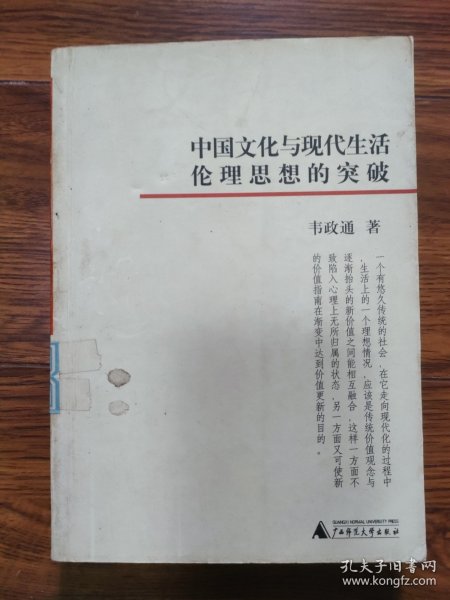 中国文化与现代生活
伦理思想的突破
韦政通 著
一个有悠久传统的社会,在它走向现代化的过程中
,生活上的一个理想情况,应该是传统价值观念与
逐渐抬头的新价值之间能相互融合,这样一方面不
致陷入心理上无所归属的状态,另一方面又可使新
的价值指南在渐变中达到价值更新的目的。
GUANGXI NORMAL UNIVERSITY PRESS
广西师范大学出版社
孔夫子旧书网
www.kongfz.com